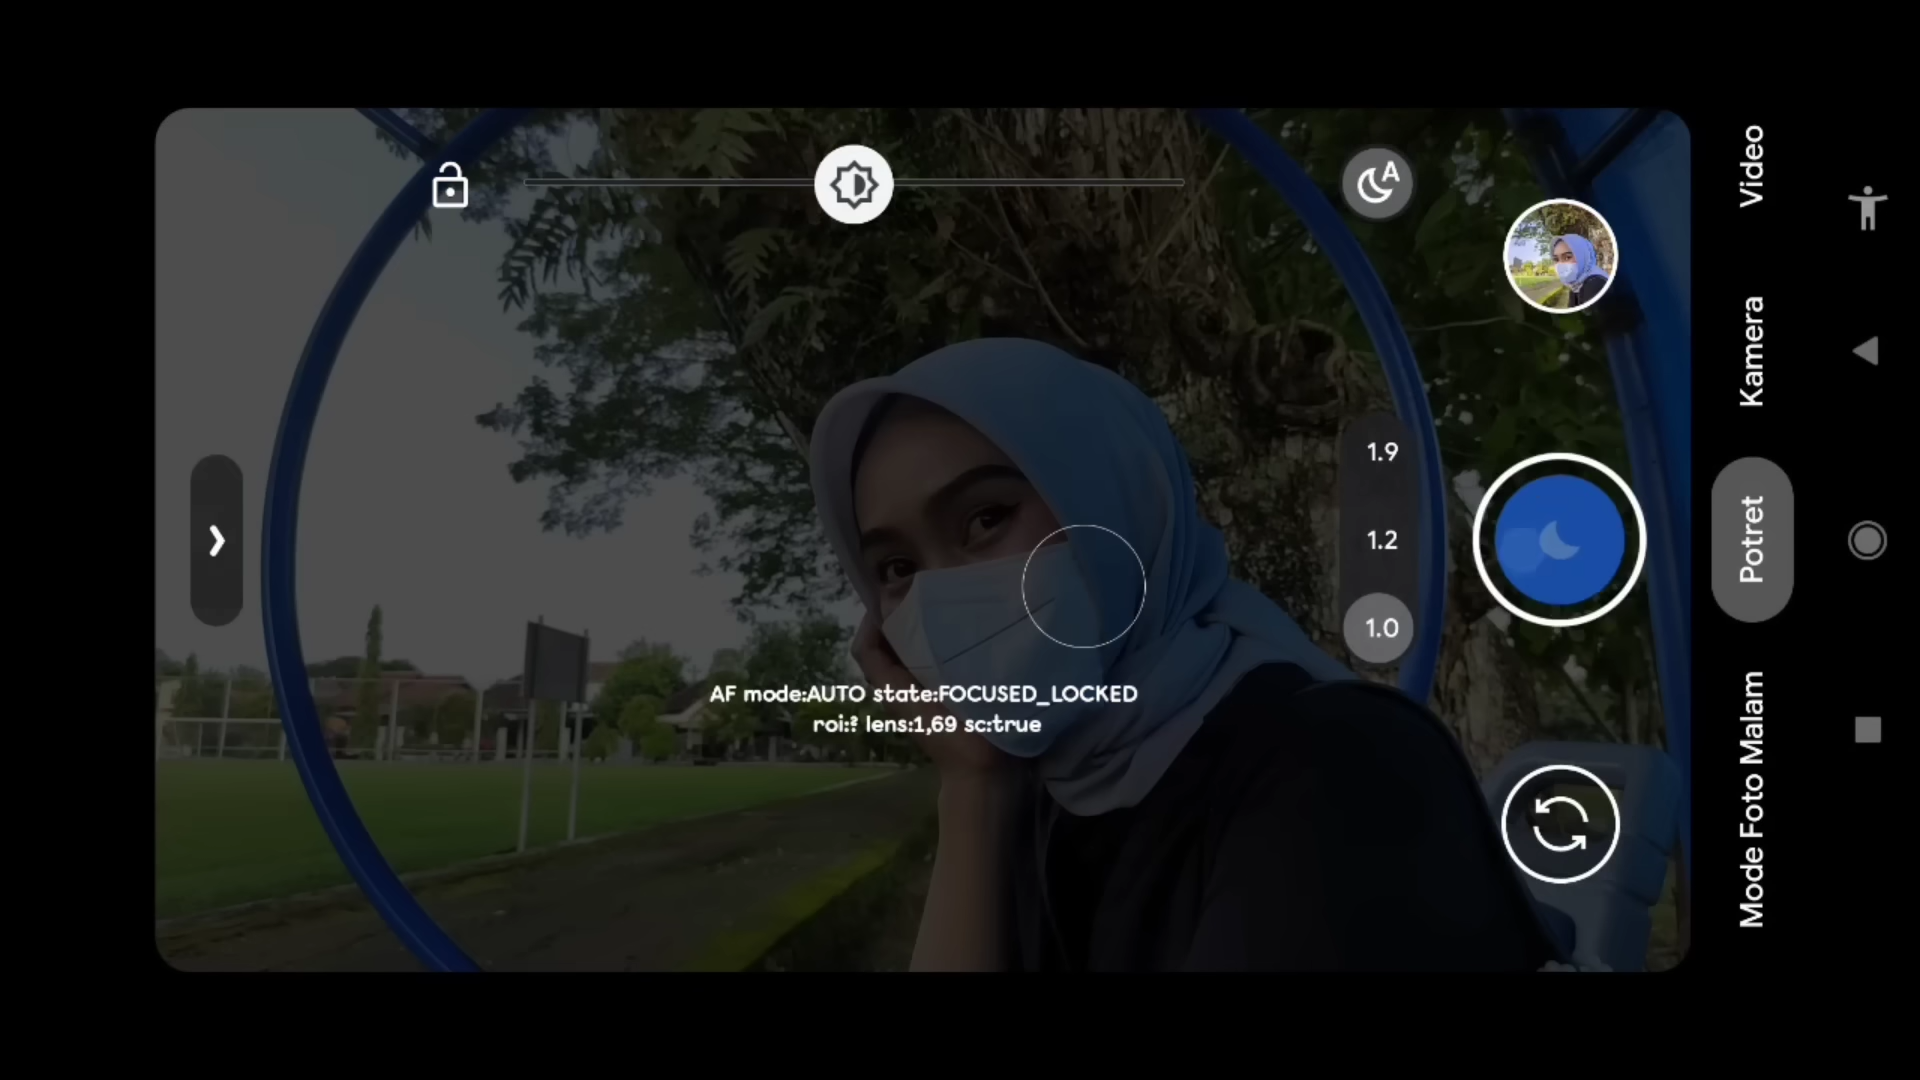 A
1.9
1.2
1.0
AF mode:AUTO state:FOCUSED_LOCKED
roi:? lens:1,69 sc:true
Video
Kamera
Potret
Mode Foto Malam